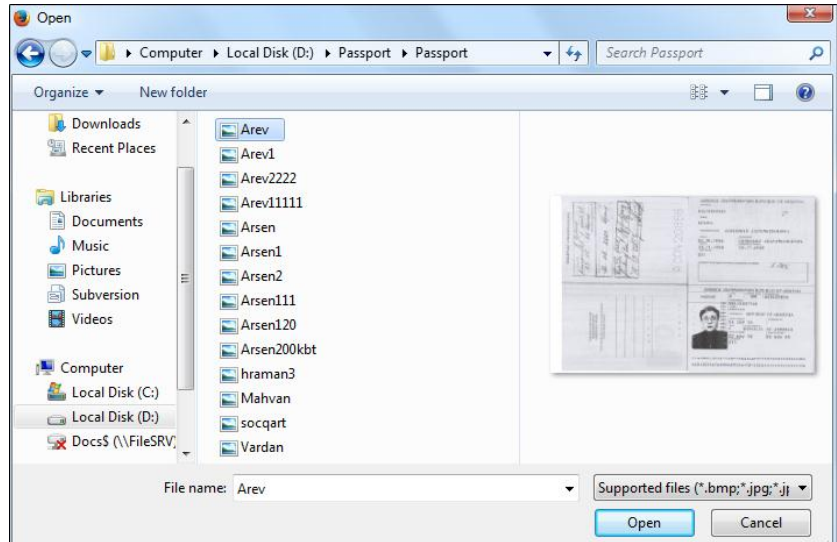 Open
Computer Local Disk (D:) Passport Passport
Search Passport
Organize New folder
Downloads
Recent Places
Libraries
Documents
Music
Pictures
Subversion
Videos
Computer
Local Disk (C:)
Local Disk (D:)
Docs$ (\\FileSRV)
Arev
Arev1
Arev2222
Arev11111
Arsen
Arsen1
Arsen2
Arsen111
Arsen120
Arsen200kbt
hraman3
Mahvan
socqart
Vardan
File name: Arev
Supported files (*.bmp;*.jpg;*.j
Open Cancel